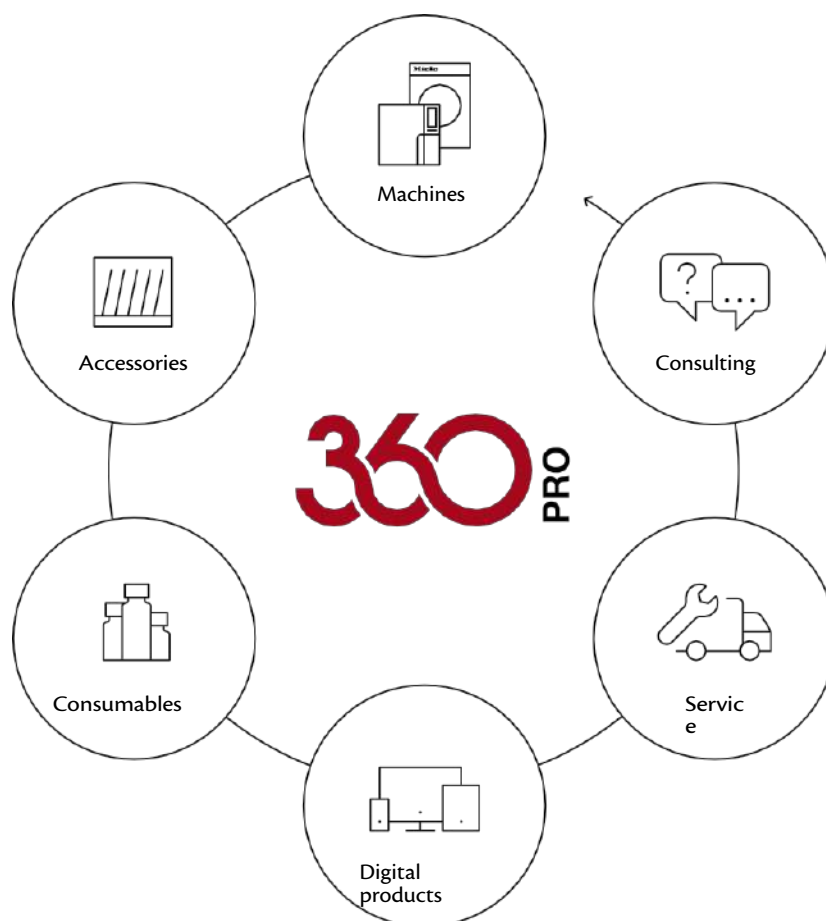 Miele
Machines
Accessories
?
...
Consulting
360
PRO
Consumables
Servic
e
Digital
products